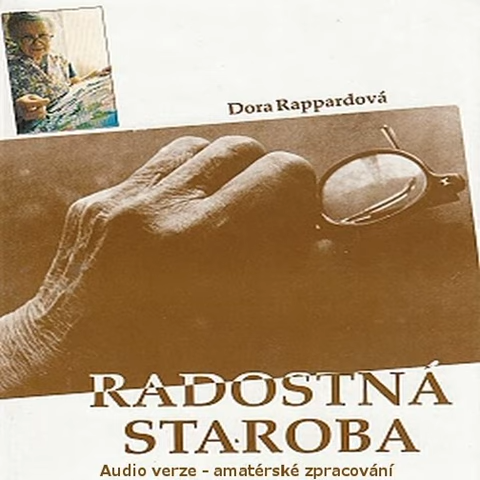 Dora Rappardová
RADOSTNÁ
STAROBA
Audio verze - amatérské zpracování